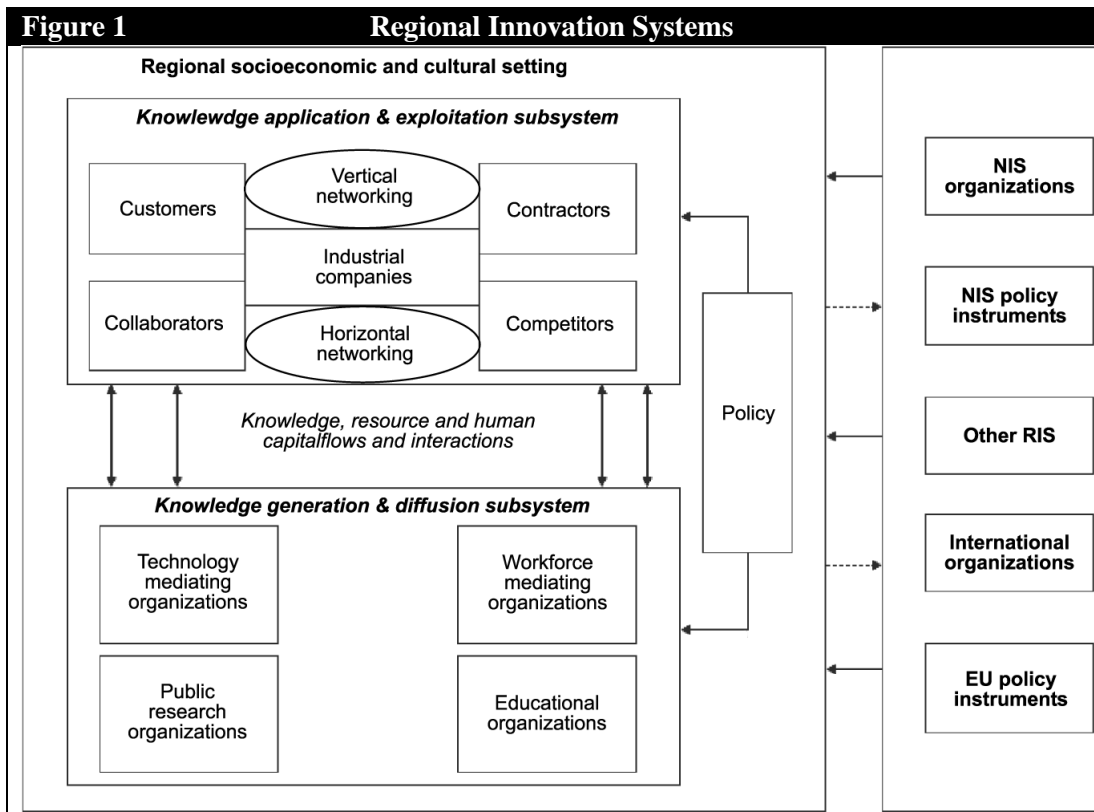 Figure 1 Regional Innovation Systems
Regional socioeconomic and cultural setting
Knowlewdge application & exploitation subsystem
Customers
Vertical
networking
Contractors
Industrial
companies
Collaborators
Horizontal
networking
Competitors
Knowledge, resource and human
capitalflows and interactions
Policy
Knowledge generation & diffusion subsystem
Technology
mediating
organizations
Workforce
mediating
organizations
Public
research
organizations
Educational
organizations
NIS
organizations
NIS policy
instruments
Other RIS
International
organizations
EU policy
instruments